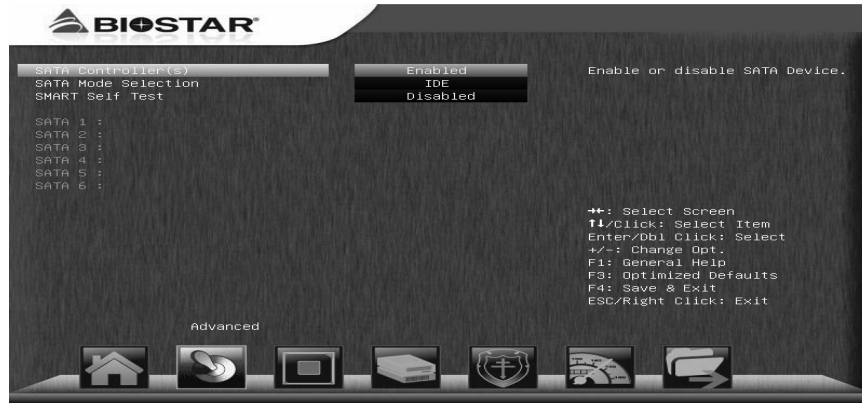 BIOSTAR®
SATA Controller(s) Enabled Enable or disable SATA Device.
SATA Mode Selection IDE
SMART Self Test Disabled
SATA 1 :
SATA 2 :
SATA 3 :
SATA 4 :
SATA 5 :
SATA 6 :
→←: Select Screen
↑↓/Click: Select Item
Enter/Dbl Click: Select
+/-: Change Opt.
F1: General Help
F3: Optimized Defaults
F4: Save & Exit
ESC/Right Click: Exit
Advanced